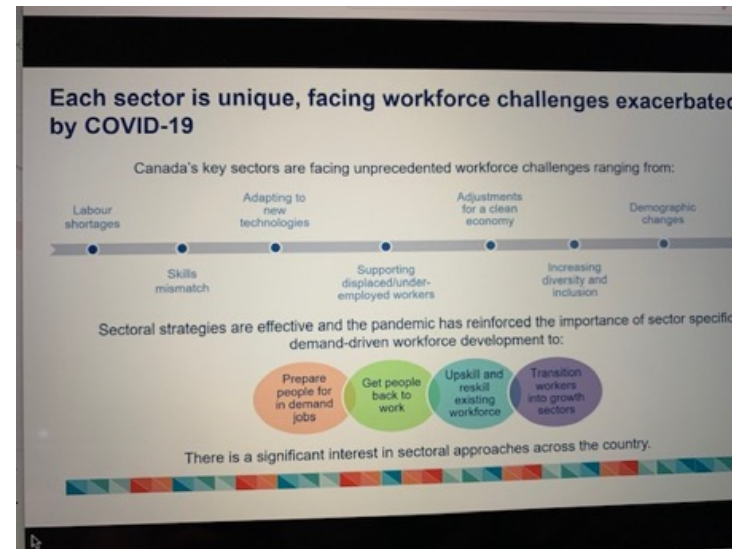 Each sector is unique, facing workforce challenges exacerbated
by COVID-19
Canada's key sectors are facing unprecedented workforce challenges ranging from:
Labour
shortages
Skills
mismatch
Adapting to
new
technologies
Supporting
displaced/under-
employed workers
Adjustments
for a clean
economy
Increasing
diversity and
inclusion
Demographic
changes
Sectoral strategies are effective and the pandemic has reinforced the importance of sector specific
demand-driven workforce development to:
Prepare
people for
in demand
jobs
Get people
back to
work
Upskill and
reskill
existing
workforce
Transition
workers
into growth
sectors
There is a significant interest in sectoral approaches across the country.